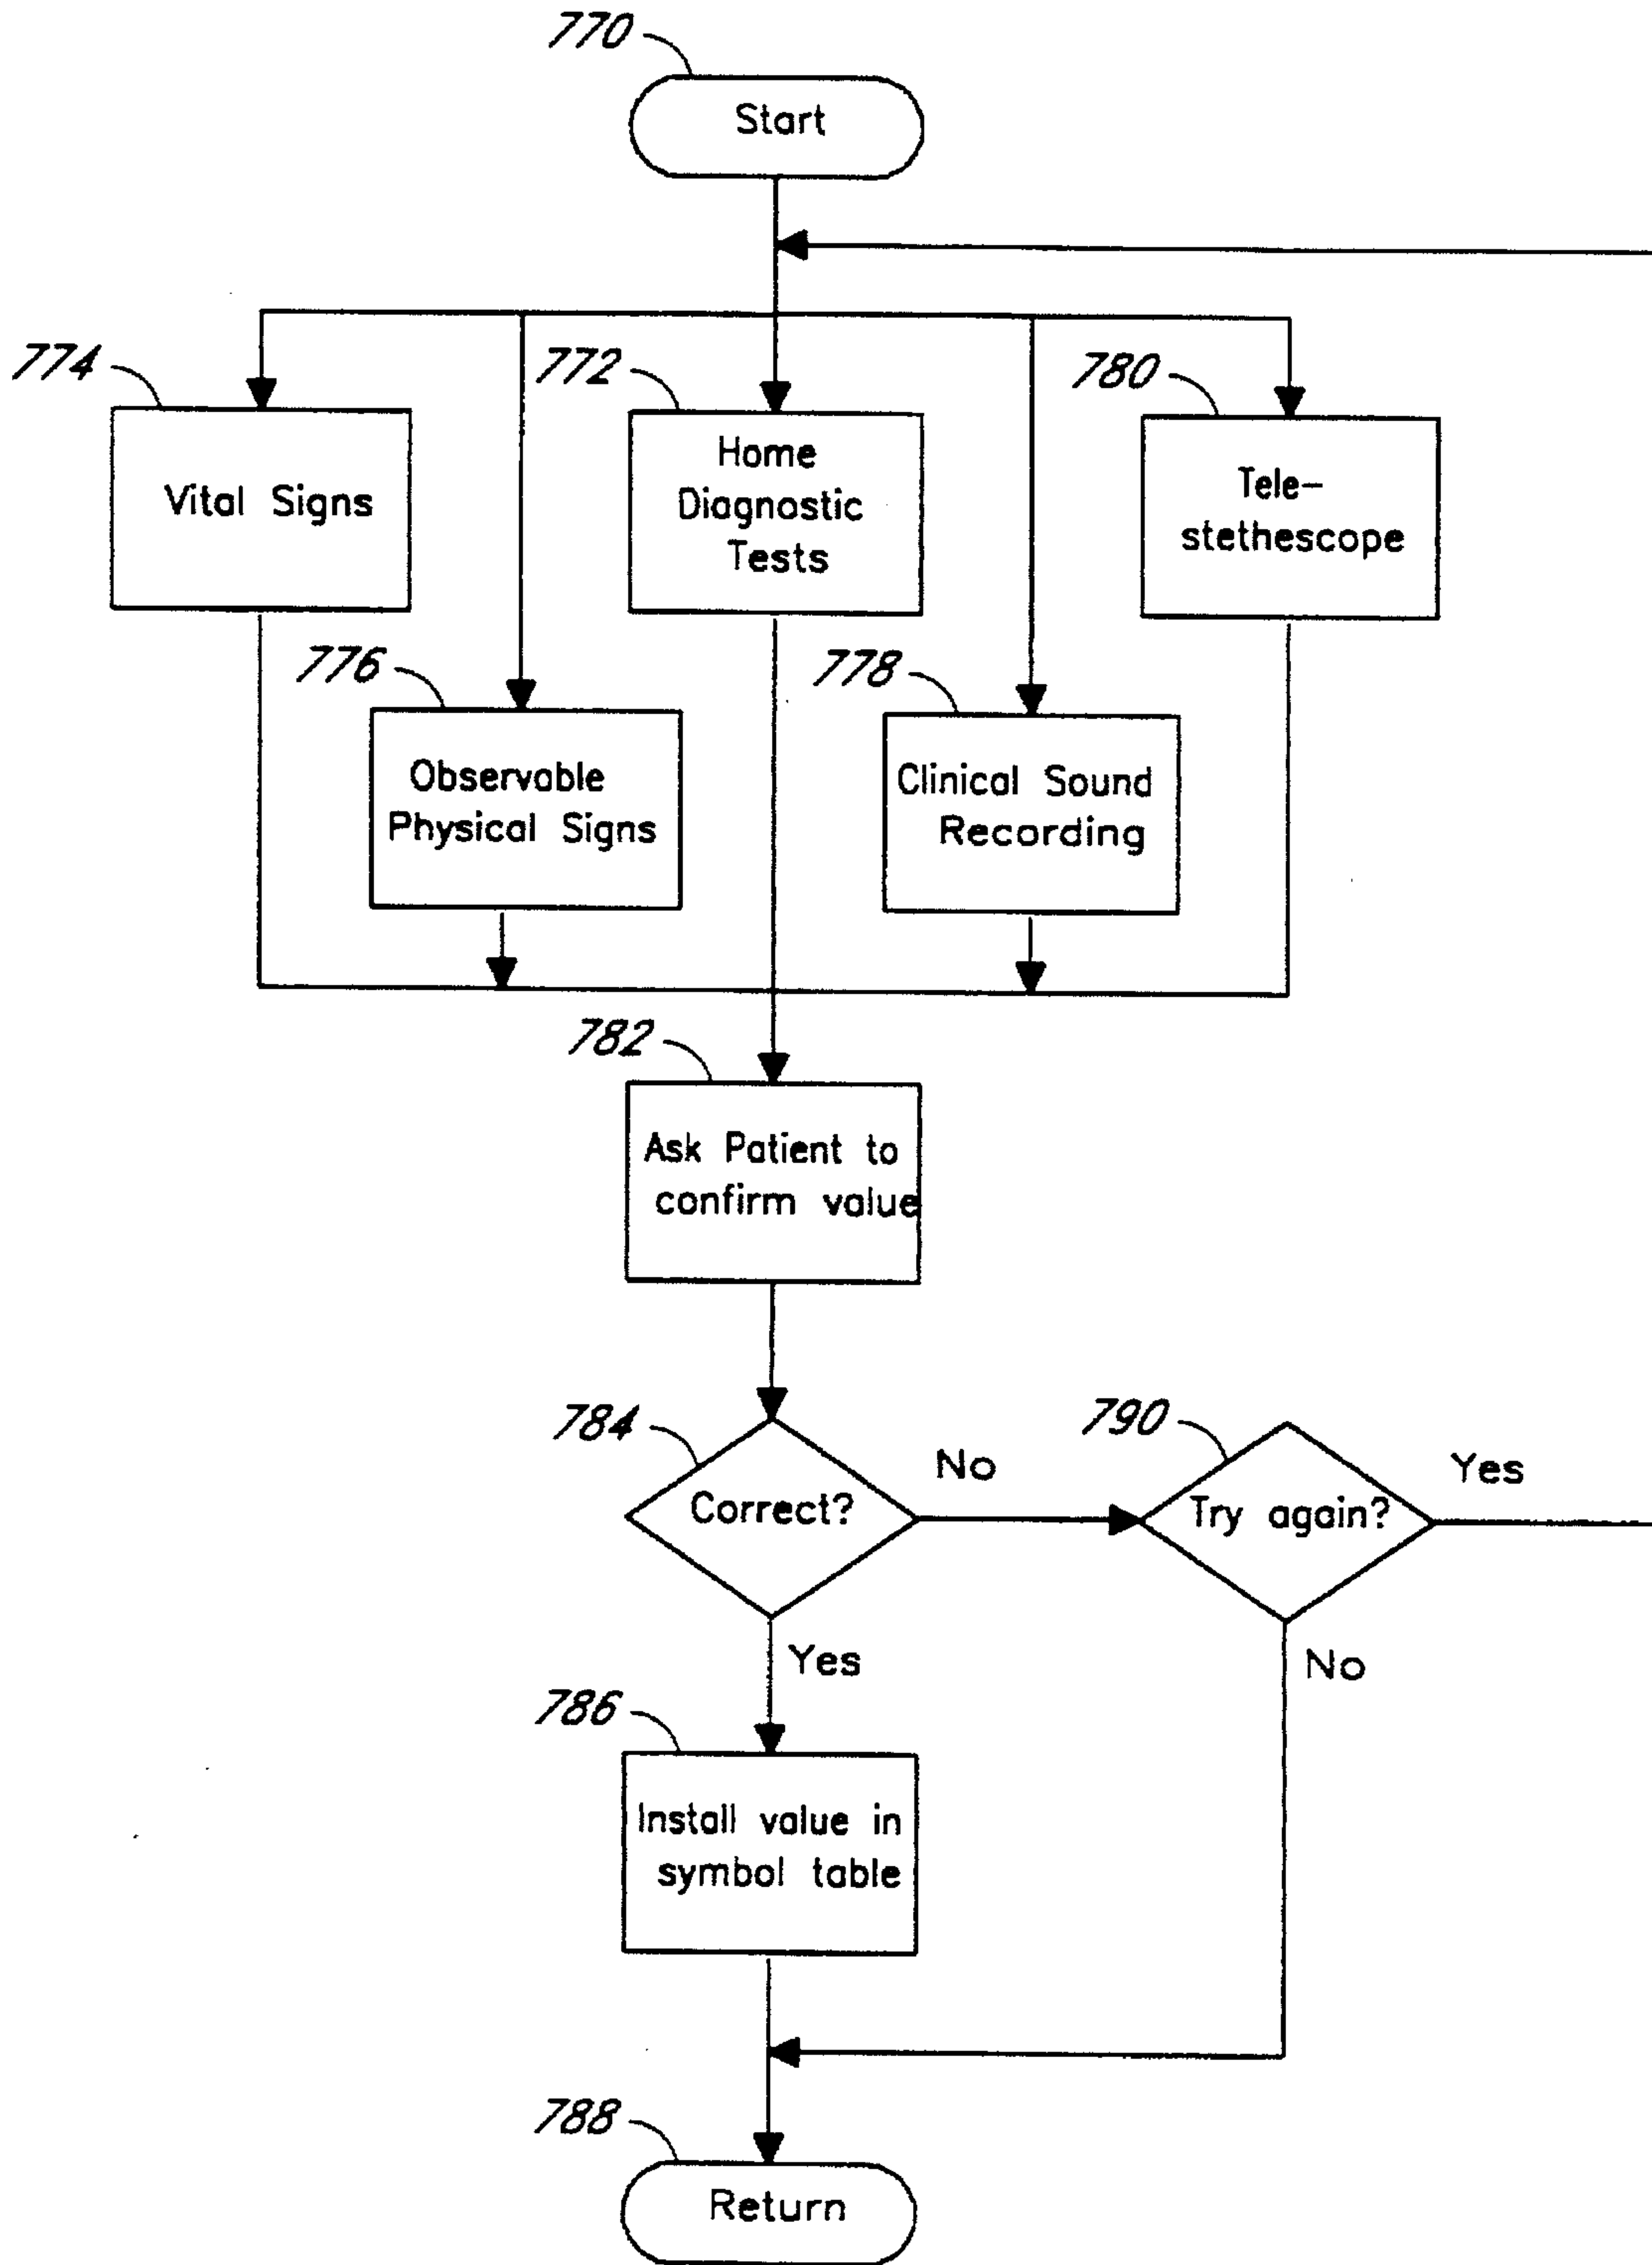 770
Start
774
772
780
Vital Signs
Home
Diagnostic
Tests
Tele-
stethescope
776
778
Observable
Physical Signs
Clinical Sound
Recording
782
Ask Patient to
confirm value
784
Correct?
No
790
Try again?
Yes
Yes
No
786
Install value in
symbol table
788
Return